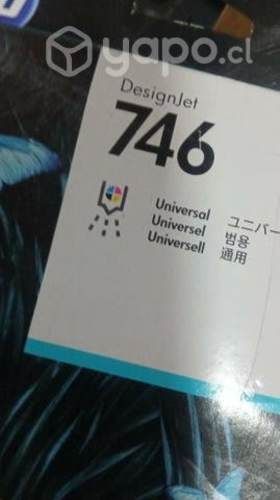 yapo.cl
DesignJet
746
Universal ユニバー
Universel 범용
Universell 通用